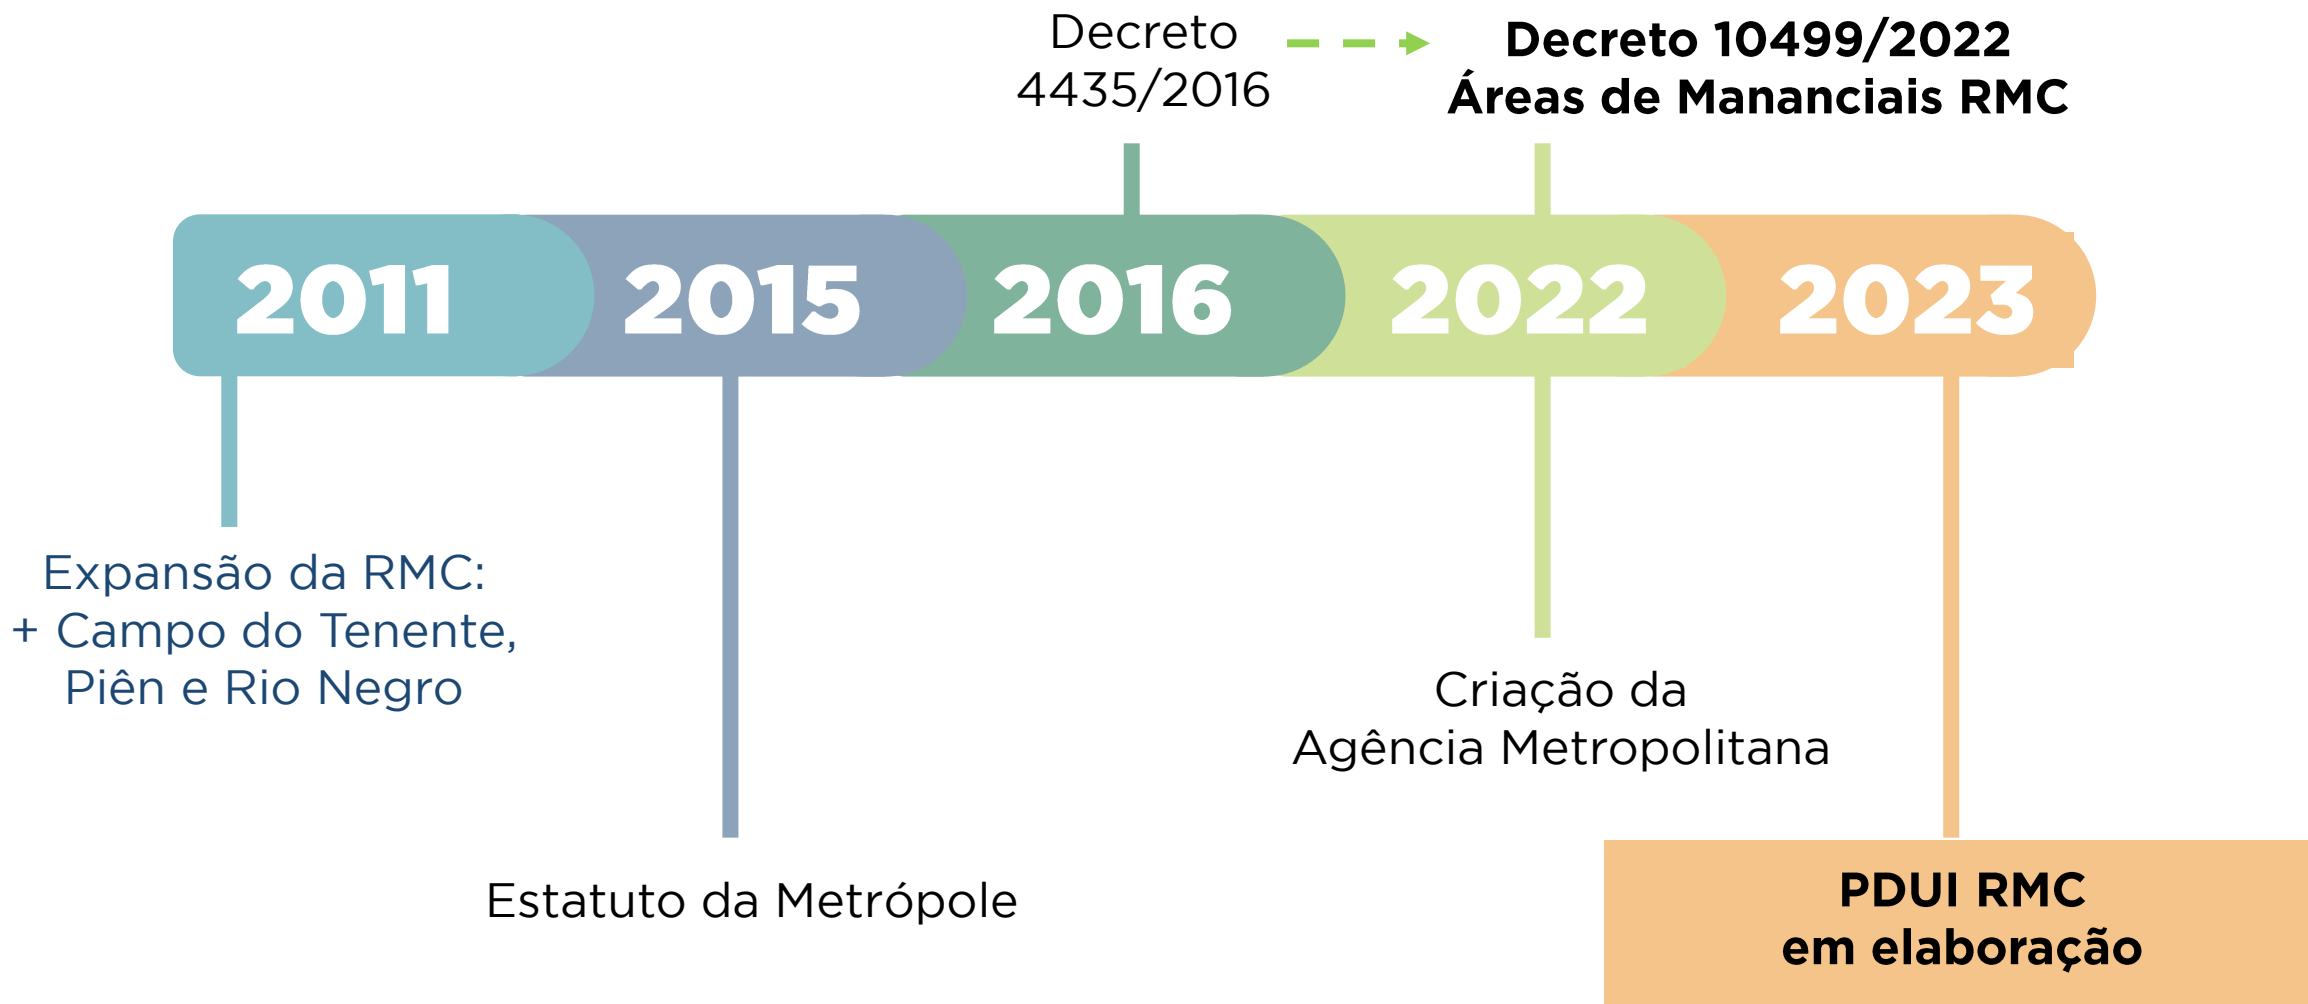 Decreto
4435/2016
Decreto 10499/2022
Áreas de Mananciais RMC
2011
2015
2016
2022
2023
Expansão da RMC:
+ Campo do Tenente,
Piên e Rio Negro
Criação da
Agência Metropolitana
Estatuto da Metrópole
PDUI RMC
em elaboração